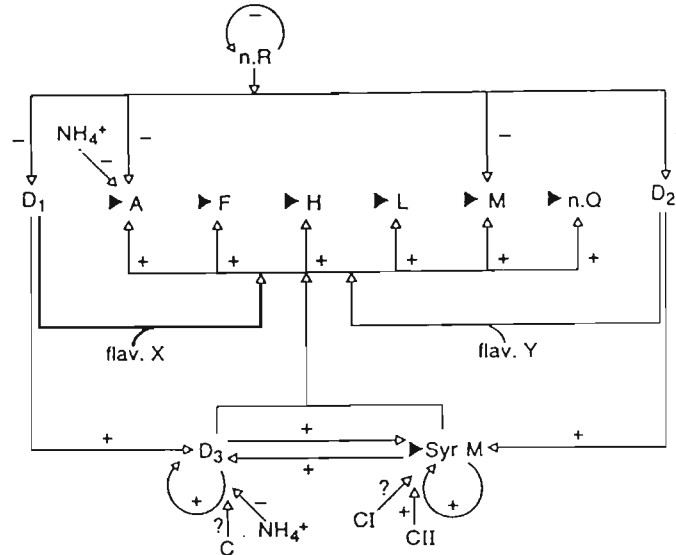 −
n.R
− − −
NH4+
−
D1 A F H L M n.Q D2
+ + + + + +
flav. X flav. Y
+ + +
D3 Syr M
+
+ ? +
− CI +
? NH4+ CII
C